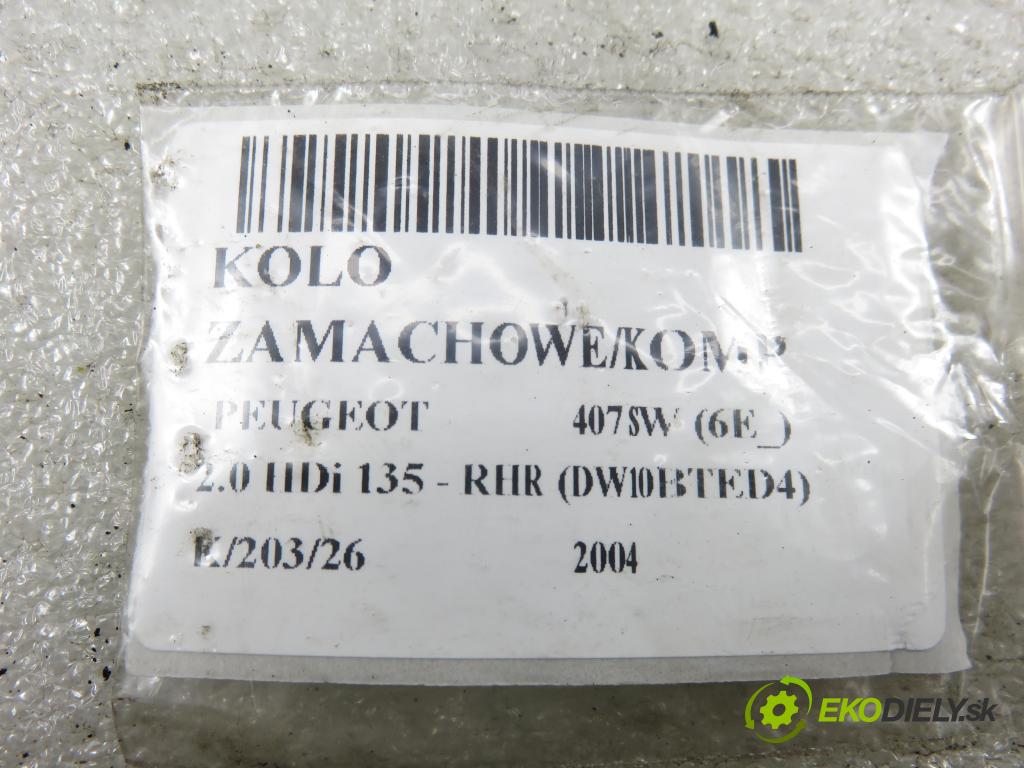 KOLO
ZAMACHOWE/KOMP
PEUGEOT 407SW (6E_)
2.0 HDi 135 - RHR (DW10BTED4)
K/203/26 2004
EKODIELY.sk